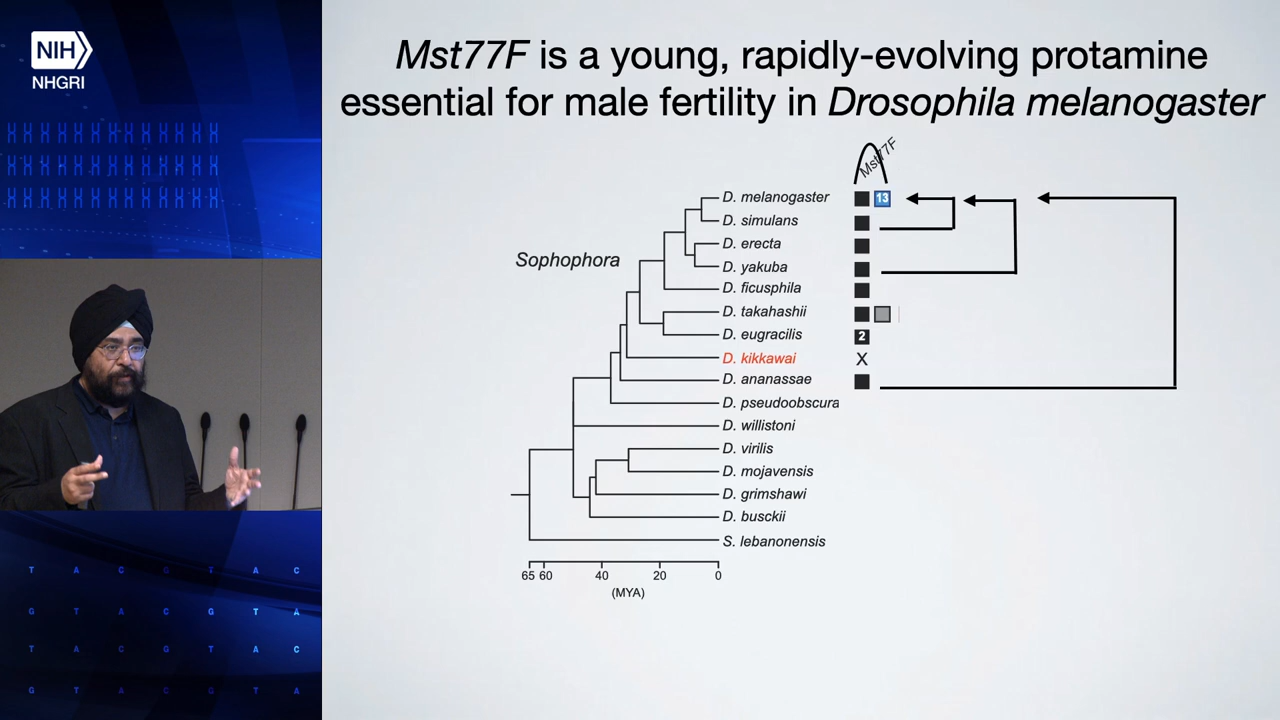 NIH
NHGRI
Mst77F is a young, rapidly-evolving protamine
essential for male fertility in Drosophila melanogaster
Mst77F
D. melanogaster
13
D. simulans
D. erecta
Sophophora
D. yakuba
D. ficusphila
D. takahashii
D. eugracilis
2
D. kikkawai
X
D. ananassae
D. pseudoobscura
D. willistoni
D. virilis
D. mojavensis
D. grimshawi
D. busckii
S. lebanonensis
65 60 40 20 0
(MYA)
T A C G T A C
G T A C G T A
T A C G T A C
G T A C G T A